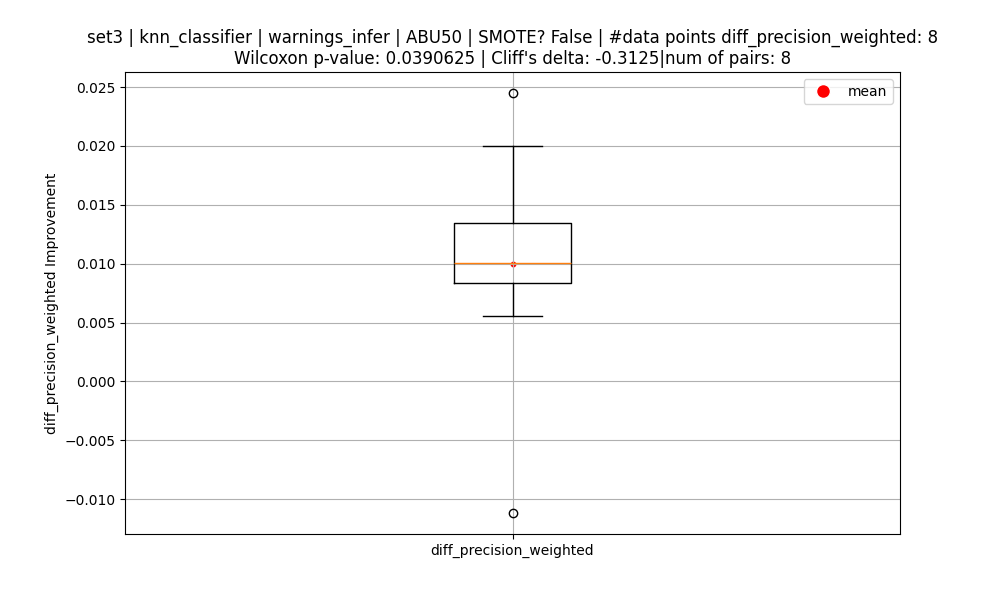 set3 | knn_classifier | warnings_infer | ABU50 | SMOTE? False | #data points diff_precision_weighted: 8
Wilcoxon p-value: 0.0390625 | Cliff's delta: -0.3125|num of pairs: 8
mean
diff_precision_weighted Improvement
0.025
0.020
0.015
0.010
0.005
0.000
−0.005
−0.010
diff_precision_weighted